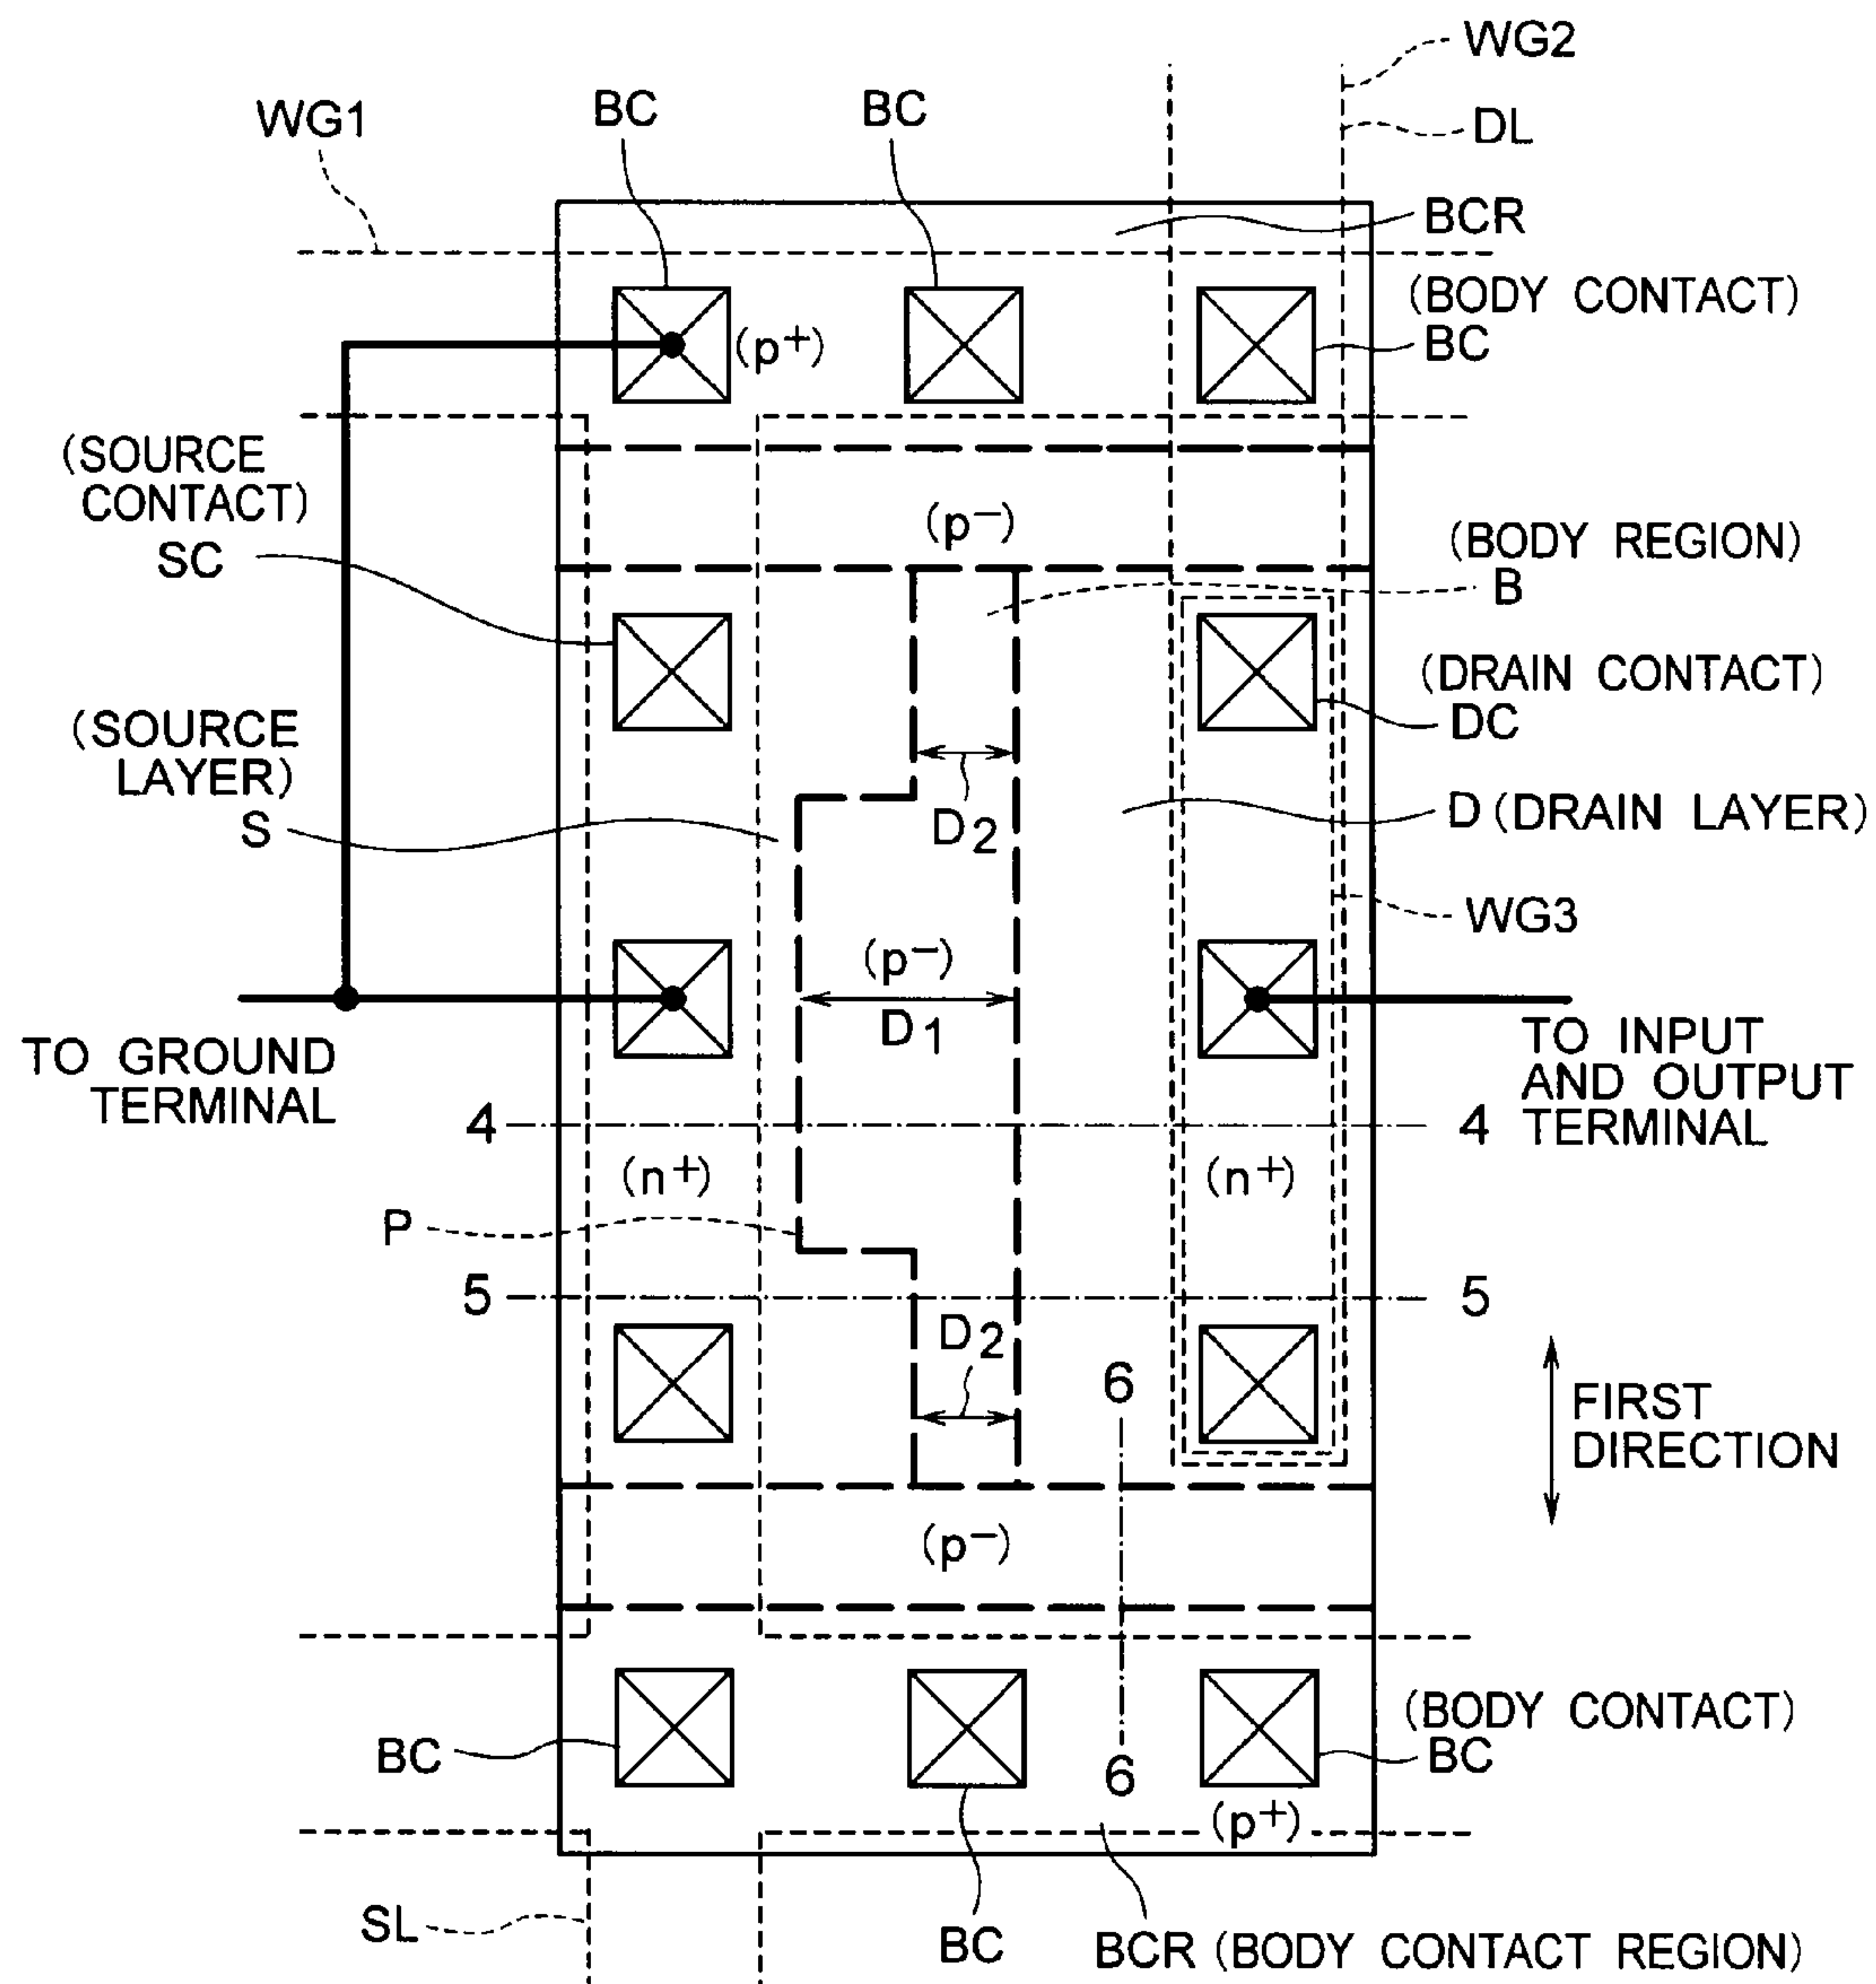 WG2
WG1
BC
BC
DL
BCR
(BODY CONTACT)
BC
(p+)
(SOURCE
CONTACT)
SC
(p−)
(BODY REGION)
B
(DRAIN CONTACT)
DC
(SOURCE
LAYER)
S
D2
D (DRAIN LAYER)
WG3
(p−)
D1
TO GROUND
TERMINAL
TO INPUT
AND OUTPUT
TERMINAL
4
4
(n+)
(n+)
P
5
5
D2
6
FIRST
DIRECTION
(p−)
(BODY CONTACT)
BC
BC
6
(p+)
SL
BC
BCR (BODY CONTACT REGION)